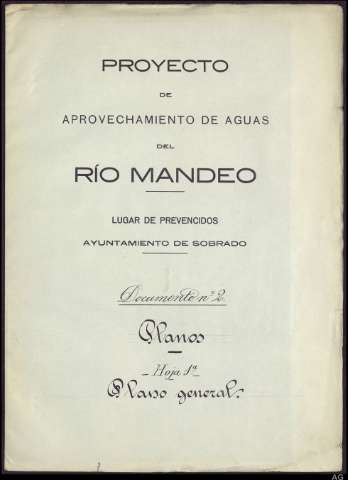 PROYECTO
DE
APROVECHAMIENTO DE AGUAS
DEL
RÍO MANDEO
LUGAR DE PREVENCIDOS
AYUNTAMIENTO DE SOBRADO
Documento nº 2.
Planos
Hoja 1ª
Plano general.
AG